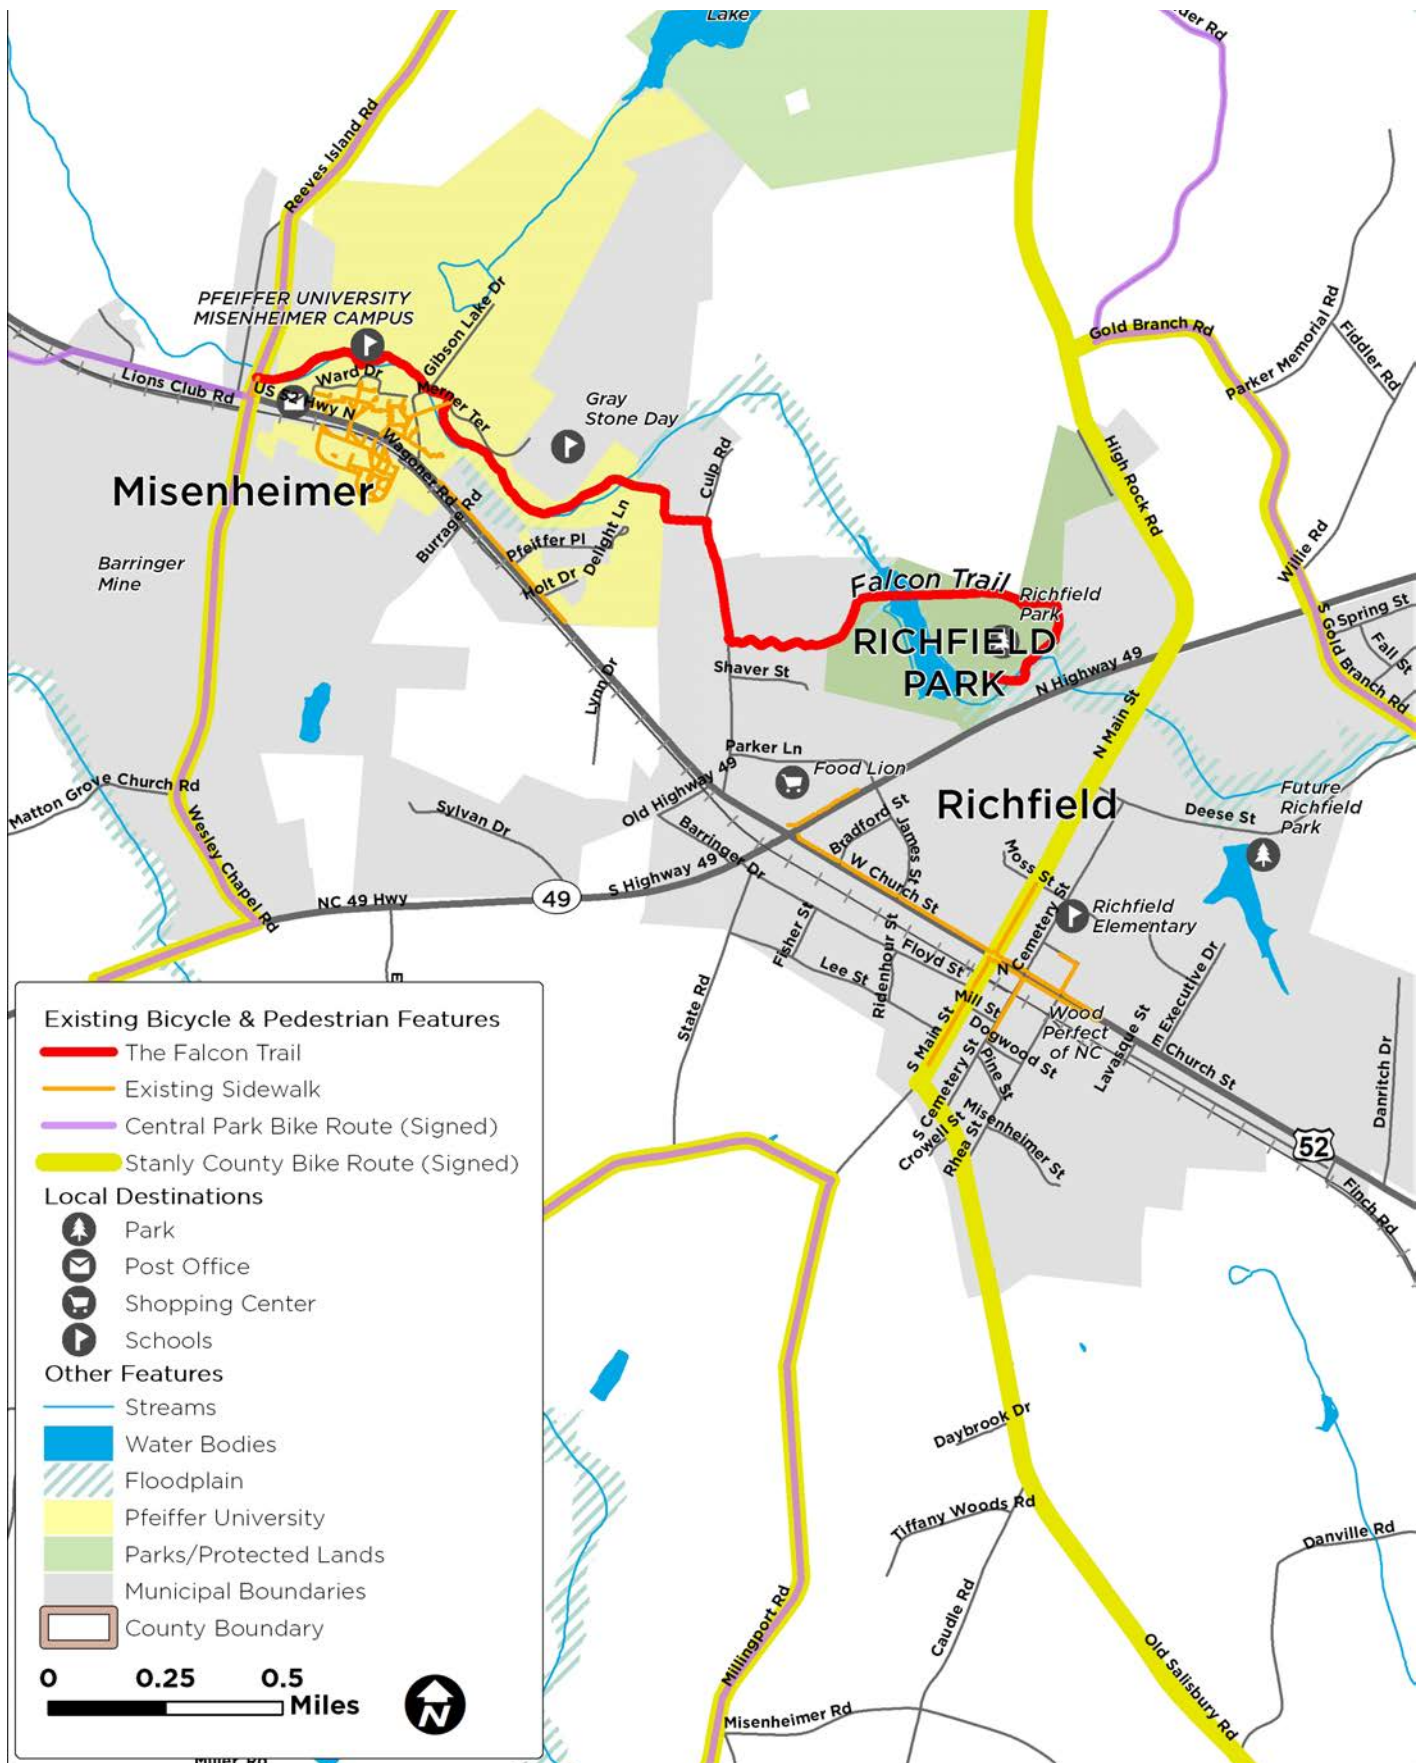 Lake
der Rd
Reeves Island Rd
PFEIFFER UNIVERSITY
MISENHEIMER CAMPUS
Gibson Lake Dr
Gold Branch Rd
Parker Memorial Rd
Fiddler Rd
Lions Club Rd
US 52 Hwy N
Ward Dr
Merner Ter
Gray
Stone Day
Wagoner Rd
Culp Rd
High Rock Rd
Misenheimer
Burrage Rd
Pfeiffer Pl
Delight Ln
Holt Dr
Barringer
Mine
Willie Rd
Falcon Trail
Richfield
Park
RICHFIELD
PARK
S Gold Branch Rd
Spring St
Fall St
Shaver St
N Highway 49
Lynn Dr
N Main St
Parker Ln
Food Lion
Old Highway 49
Matton Grove Church Rd
Sylvan Dr
Wesley Chapel Rd
Richfield
Deese St
Future
Richfield
Park
Barringer Dr
Bradford St
James St
Moss St
S Highway 49
NC 49 Hwy
49
W Church St
N Cemetery St
Richfield
Elementary
Fisher St
Ridenhour St
Floyd St
Lee St
State Rd
E
Mill St
Dogwood St
Wood
Perfect
of NC
E Executive Dr
Lavasque St
Church St
S Main St
S Cemetery St
Pine St
Misenheimer St
Crowell St
Rhea St
Danritch Dr
52
Finch Rd
Existing Bicycle & Pedestrian Features
The Falcon Trail
Existing Sidewalk
Central Park Bike Route (Signed)
Stanly County Bike Route (Signed)
Local Destinations
Park
Post Office
Shopping Center
Schools
Other Features
Streams
Water Bodies
Floodplain
Pfeiffer University
Parks/Protected Lands
Municipal Boundaries
County Boundary
0 0.25 0.5
Miles
N
Daybrook Dr
Tiffany Woods Rd
Caudle Rd
Danville Rd
Millingport Rd
Misenheimer Rd
Old Salisbury Rd
Miller Rd